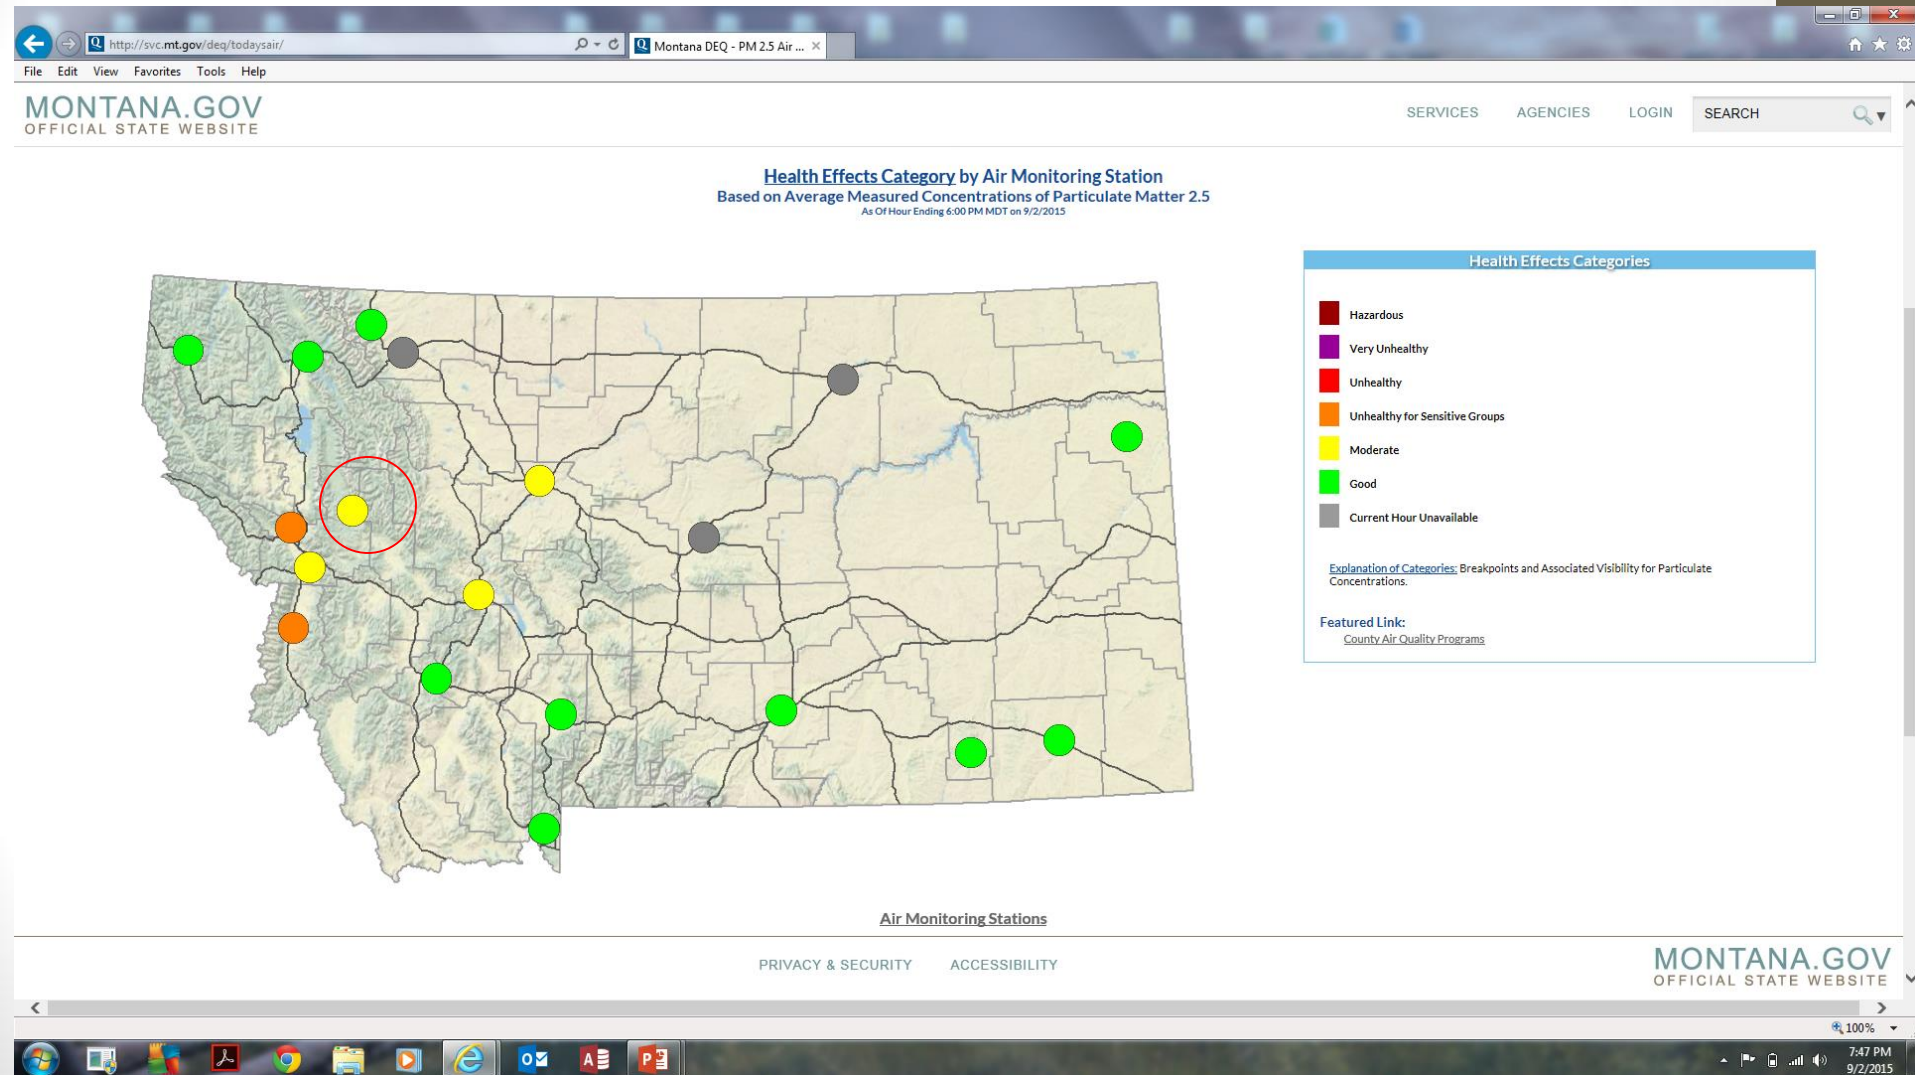 http://svc.mt.gov/deq/todaysair/
Montana DEQ - PM 2.5 Air ...
File Edit View Favorites Tools Help
MONTANA.GOV
OFFICIAL STATE WEBSITE
SERVICES AGENCIES LOGIN SEARCH
Health Effects Category by Air Monitoring Station
Based on Average Measured Concentrations of Particulate Matter 2.5
As Of Hour Ending 6:00 PM MDT on 9/2/2015
Health Effects Categories
Hazardous
Very Unhealthy
Unhealthy
Unhealthy for Sensitive Groups
Moderate
Good
Current Hour Unavailable
Explanation of Categories: Breakpoints and Associated Visibility for Particulate
Concentrations.
Featured Link:
County Air Quality Programs
Air Monitoring Stations
PRIVACY & SECURITY ACCESSIBILITY
MONTANA.GOV
OFFICIAL STATE WEBSITE
100%
7:47 PM
9/2/2015